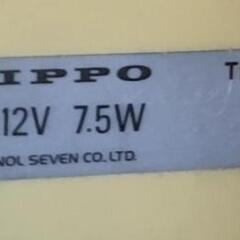 IPPO T
12V 7.5W
NOL SEVEN CO.,LTD.